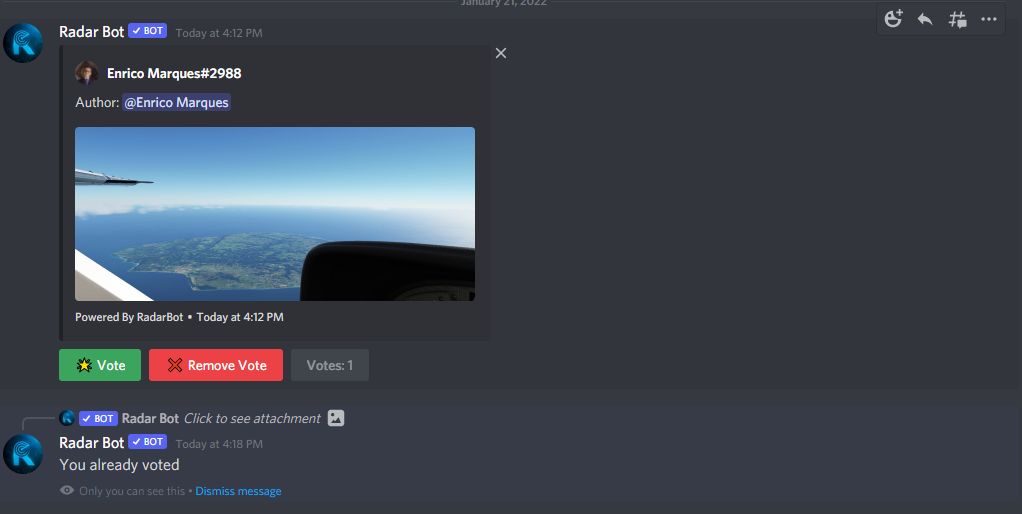 January 21, 2022
Radar Bot BOT Today at 4:12 PM
Enrico Marques#2988
Author: @Enrico Marques
Powered By RadarBot • Today at 4:12 PM
Vote Remove Vote Votes: 1
BOT Radar Bot Click to see attachment
Radar Bot BOT Today at 4:18 PM
You already voted
Only you can see this • Dismiss message